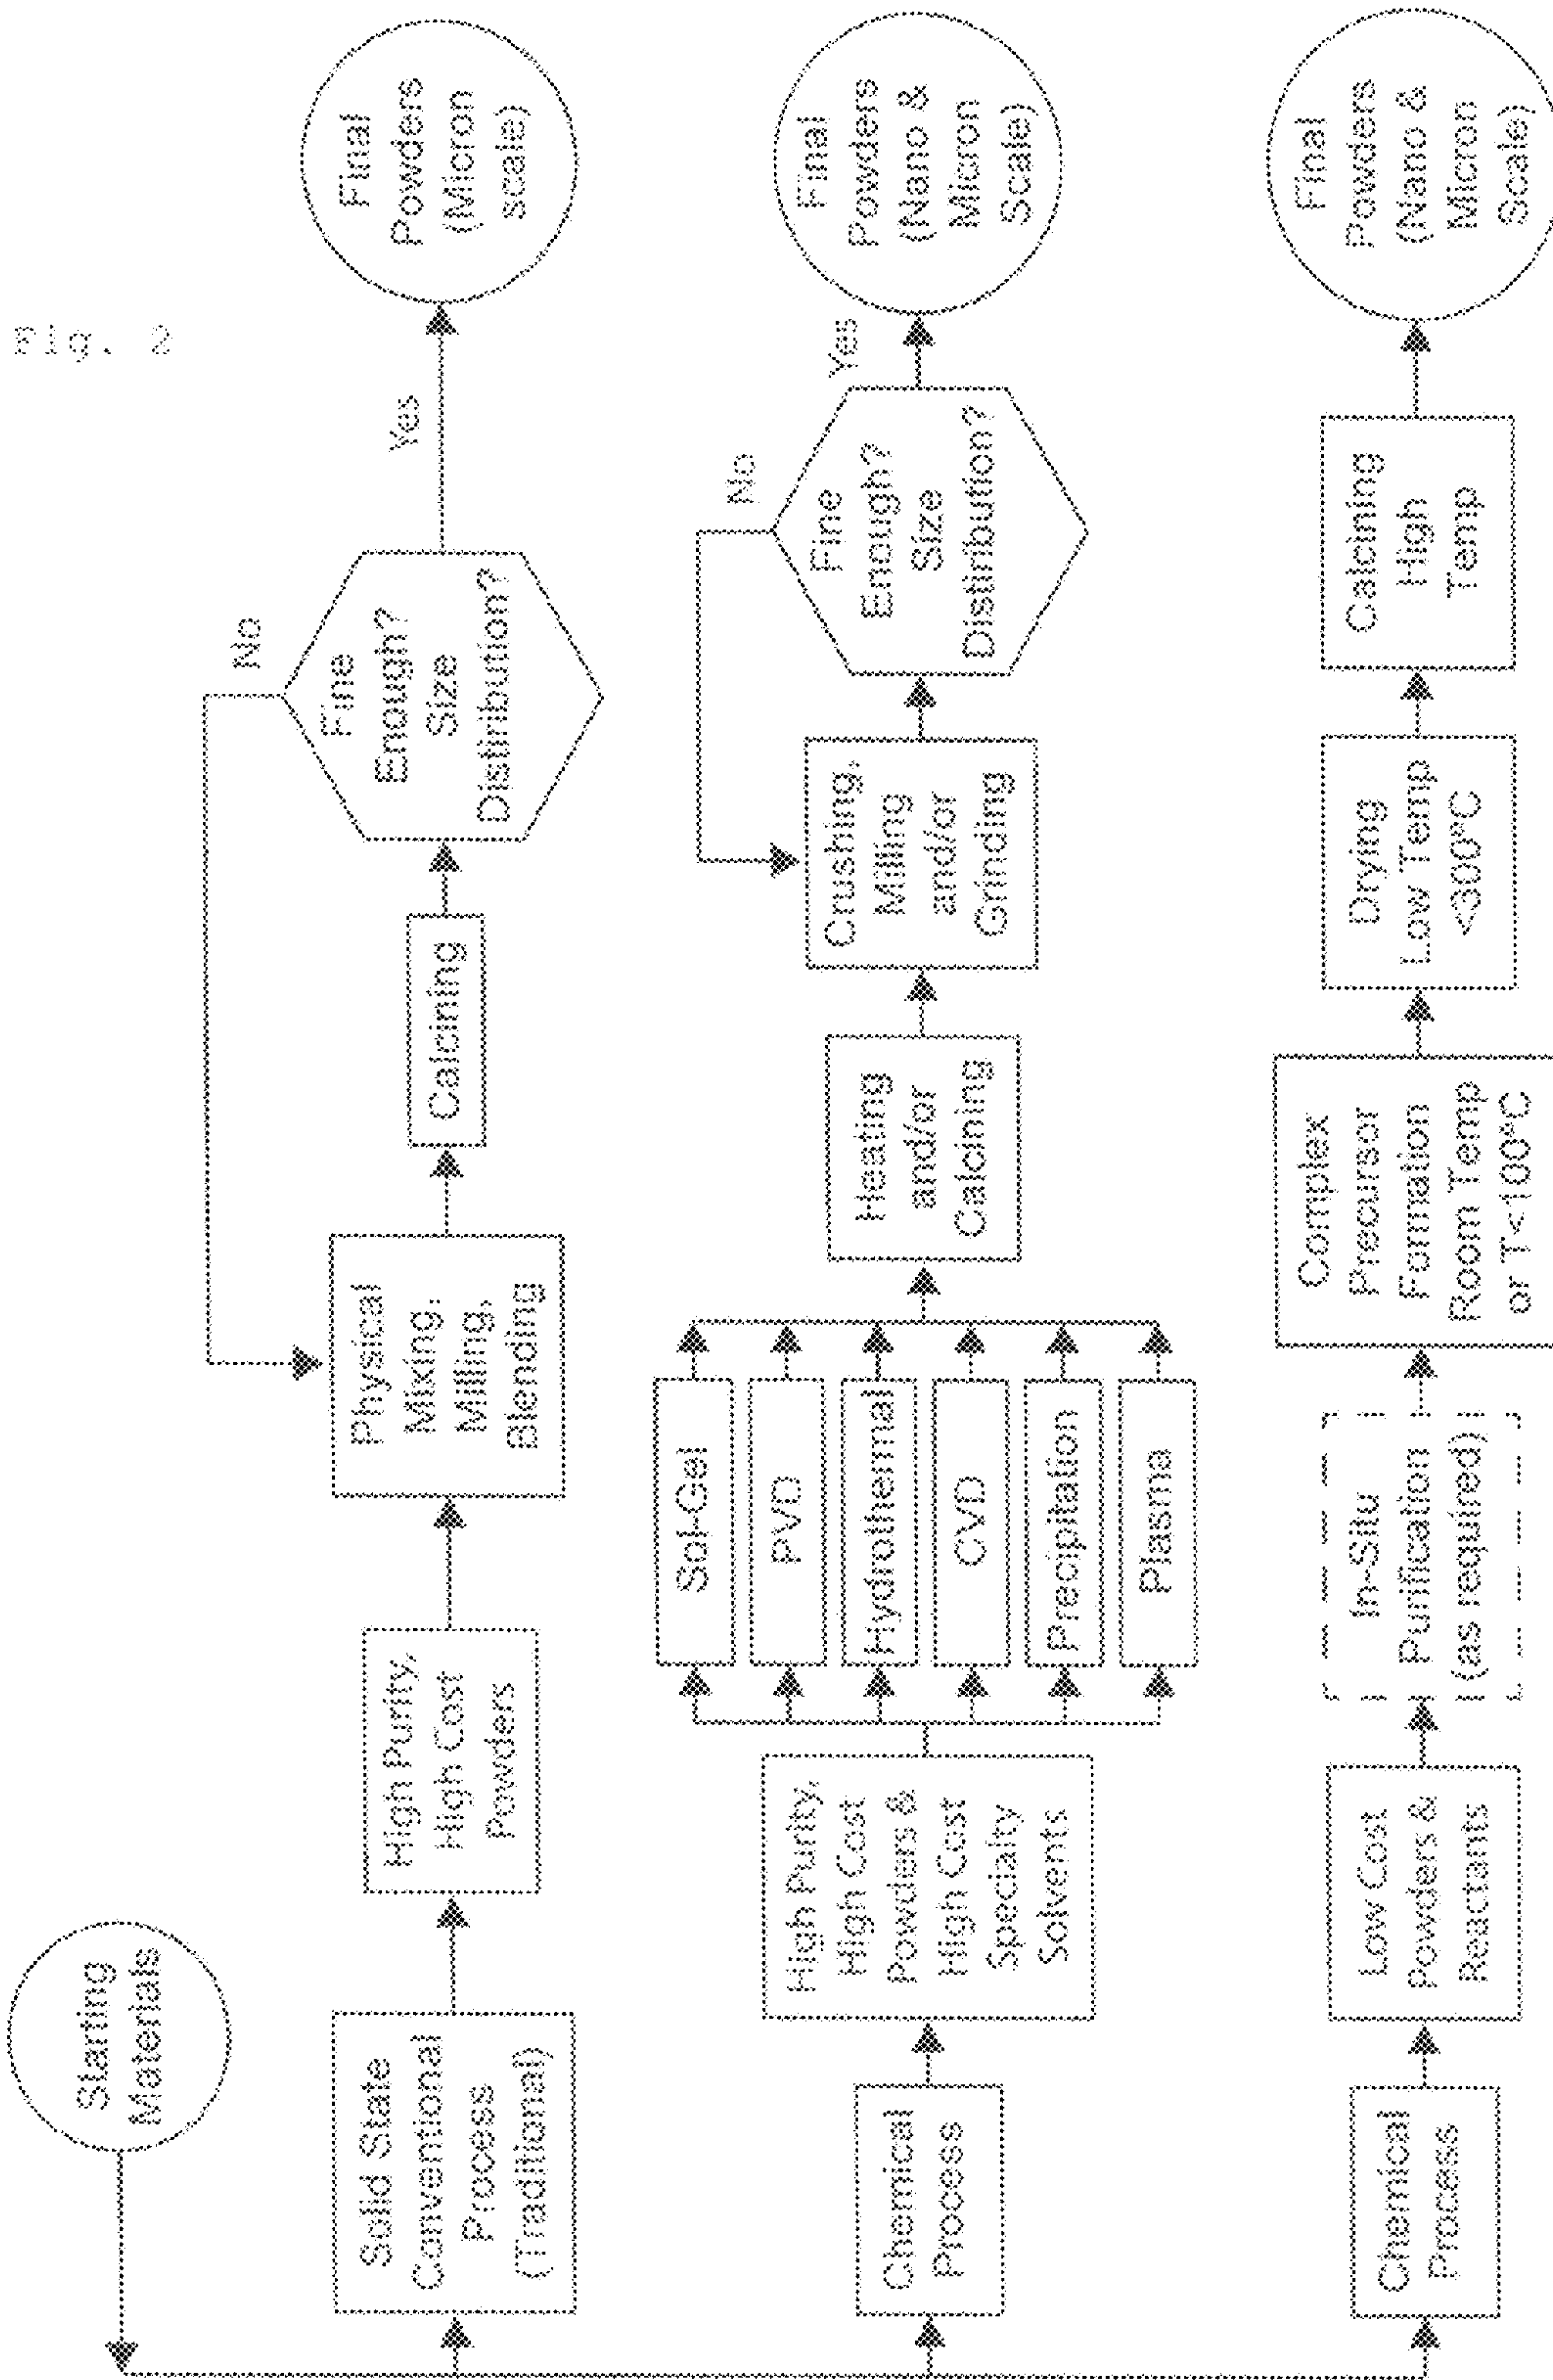 Fig. 2
Starting
Materials
Solid State
Conventional
Process
(Traditional)
High Purity,
High Cost
Powders
Physical
Mixing,
Milling,
Blending
Calcining
Fine
Enough?
Size
Distiribution?
No
Yes
Final
Powders
(Micron
scale)
Chemical
Process
High Purity,
High Cost
Powders &
High Cost
Specialty
Solvents
Sol-Gel
PVD
Hydrothermal
CVD
Precipitation
Plasma
Heating
and/or
Calcining
Crushing,
Milling
and/or
Grinding
Fine
Enough?
Size
Distiribution?
No
Yes
Final
Powders
(Nano &
Micron
Scale)
Chemical
Process
Low Cost
Powders &
Reactants
In-Situ
Purification
(as required)
Complex
Precursor
Formation
Room Temp
or T<100°C
Drying
Low Temp
<300°C
Calcining
High
Temp
Final
Powders
(Nano &
Micron
Scale)